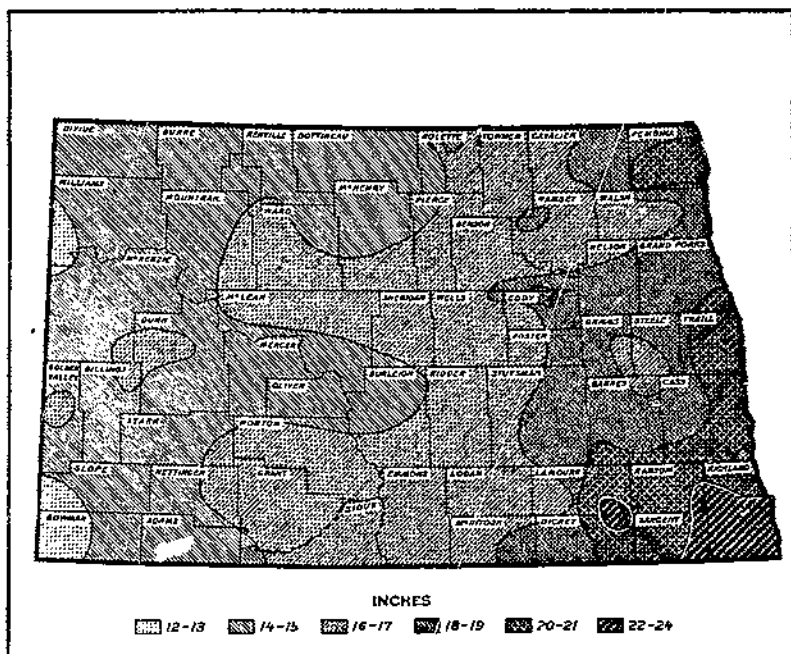 DIVIDE BURKE RENVILLE BOTTINEAU ROLETTE TOWNER CAVALIER PEMBINA
WILLIAMS MOUNTRAIL WARD McHENRY PIERCE RAMSEY WALSH
BENSON NELSON GRAND FORKS
McKENZIE McLEAN SHERIDAN WELLS EDDY
DUNN MERCER FOSTER GRIGGS STEELE TRAILL
GOLDEN VALLEY BILLINGS OLIVER BURLEIGH KIDDER STUTSMAN BARNES CASS
STARK MORTON
SLOPE HETTINGER GRANT EMMONS LOGAN LAMOURE RANSOM RICHLAND
BOWMAN ADAMS SIOUX McINTOSH DICKEY SARGENT
INCHES
12-13 14-15 16-17 18-19 20-21 22-24